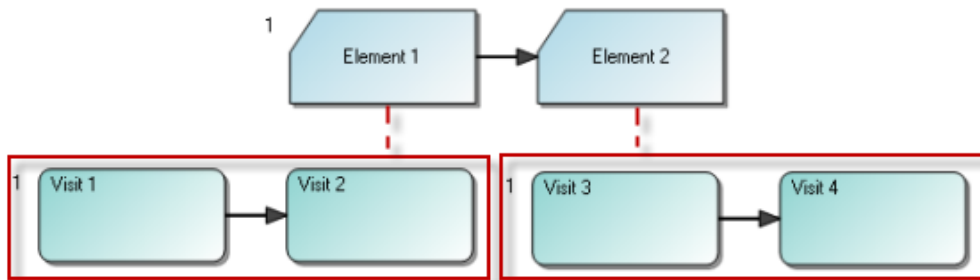 1
Element 1
Element 2
1
Visit 1
Visit 2
1
Visit 3
Visit 4